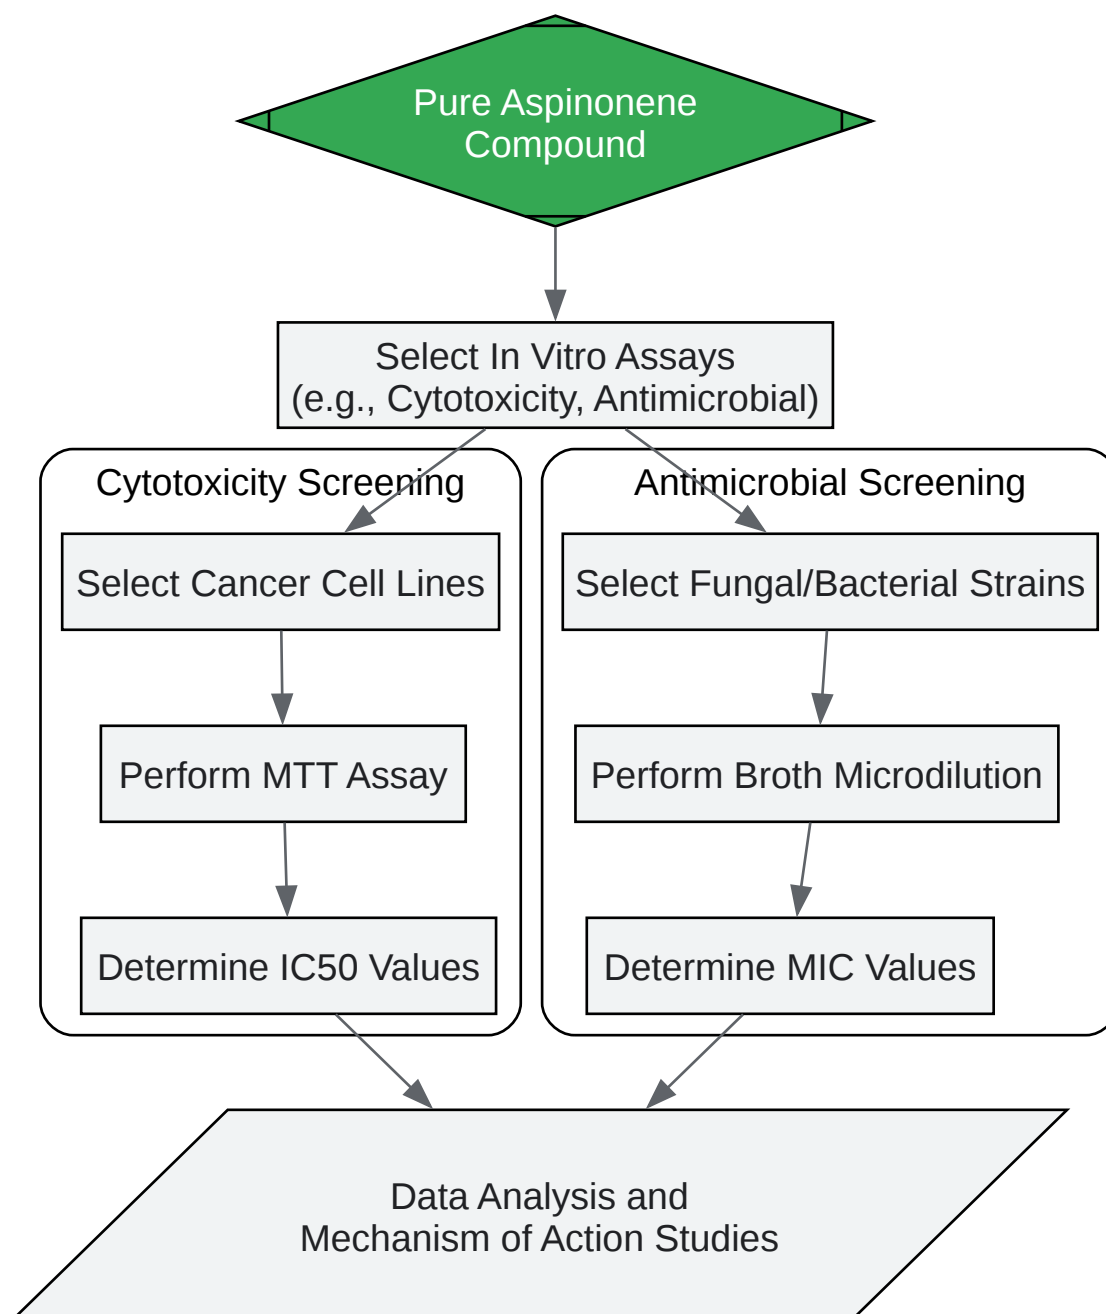 Pure Aspinonene
Compound
Select In Vitro Assays
(e.g., Cytotoxicity, Antimicrobial)
Cytotoxicity Screening
Select Cancer Cell Lines
Perform MTT Assay
Determine IC50 Values
Antimicrobial Screening
Select Fungal/Bacterial Strains
Perform Broth Microdilution
Determine MIC Values
Data Analysis and
Mechanism of Action Studies